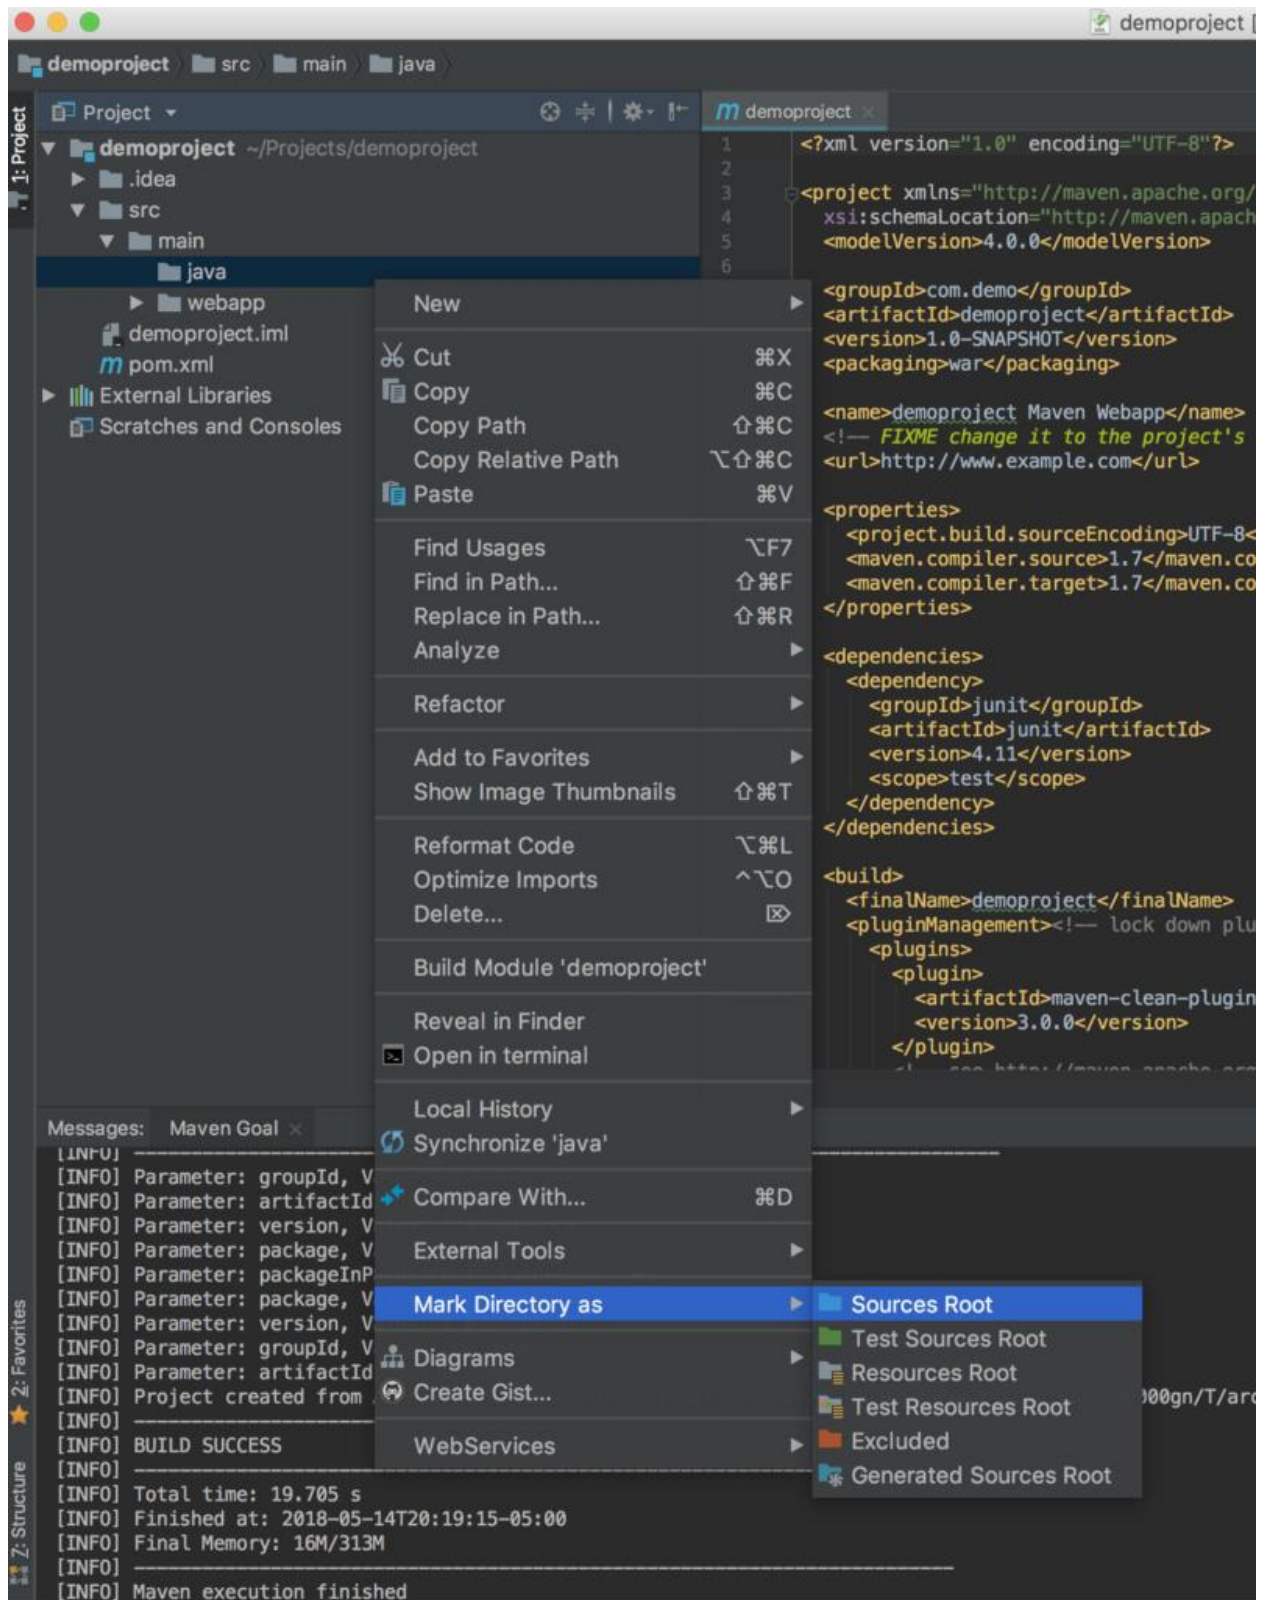 demoproject [
demoproject src main java
1: Project
Project
demoproject ~/Projects/demoproject
.idea
src
main
java
webapp
demoproject.iml
pom.xml
External Libraries
Scratches and Consoles
demoproject
1 <?xml version="1.0" encoding="UTF-8"?>
2
3 <project xmlns="http://maven.apache.org/
4 xsi:schemaLocation="http://maven.apach
5 <modelVersion>4.0.0</modelVersion>
6
<groupId>com.demo</groupId>
<artifactId>demoproject</artifactId>
<version>1.0-SNAPSHOT</version>
<packaging>war</packaging>
<name>demoproject Maven Webapp</name>
<!-- FIXME change it to the project's
<url>http://www.example.com</url>
<properties>
<project.build.sourceEncoding>UTF-8<
<maven.compiler.source>1.7</maven.co
<maven.compiler.target>1.7</maven.co
</properties>
<dependencies>
<dependency>
<groupId>junit</groupId>
<artifactId>junit</artifactId>
<version>4.11</version>
<scope>test</scope>
</dependency>
</dependencies>
<build>
<finalName>demoproject</finalName>
<pluginManagement><!-- lock down plu
<plugins>
<plugin>
<artifactId>maven-clean-plugin
<version>3.0.0</version>
</plugin>
New
Cut ⌘X
Copy ⌘C
Copy Path ⇧⌘C
Copy Relative Path ⌥⇧⌘C
Paste ⌘V
Find Usages ⌥F7
Find in Path... ⇧⌘F
Replace in Path... ⇧⌘R
Analyze
Refactor
Add to Favorites
Show Image Thumbnails ⇧⌘T
Reformat Code ⌥⌘L
Optimize Imports ^⌥O
Delete... ⌦
Build Module 'demoproject'
Reveal in Finder
Open in terminal
Local History
Synchronize 'java'
Compare With... ⌘D
External Tools
Mark Directory as
Diagrams
Create Gist...
WebServices
Sources Root
Test Sources Root
Resources Root
Test Resources Root
Excluded
Generated Sources Root
Messages: Maven Goal
[INFO] ------------------------------------------------------------------------
[INFO] Parameter: groupId, V
[INFO] Parameter: artifactId
[INFO] Parameter: version, V
[INFO] Parameter: package, V
[INFO] Parameter: packageInP
[INFO] Parameter: package, V
[INFO] Parameter: version, V
[INFO] Parameter: groupId, V
[INFO] Parameter: artifactId
[INFO] Project created from 000gn/T/arc
[INFO] ------------------------------------------------------------------------
[INFO] BUILD SUCCESS
[INFO] ------------------------------------------------------------------------
[INFO] Total time: 19.705 s
[INFO] Finished at: 2018-05-14T20:19:15-05:00
[INFO] Final Memory: 16M/313M
[INFO] ------------------------------------------------------------------------
[INFO] Maven execution finished
2: Favorites
Z: Structure